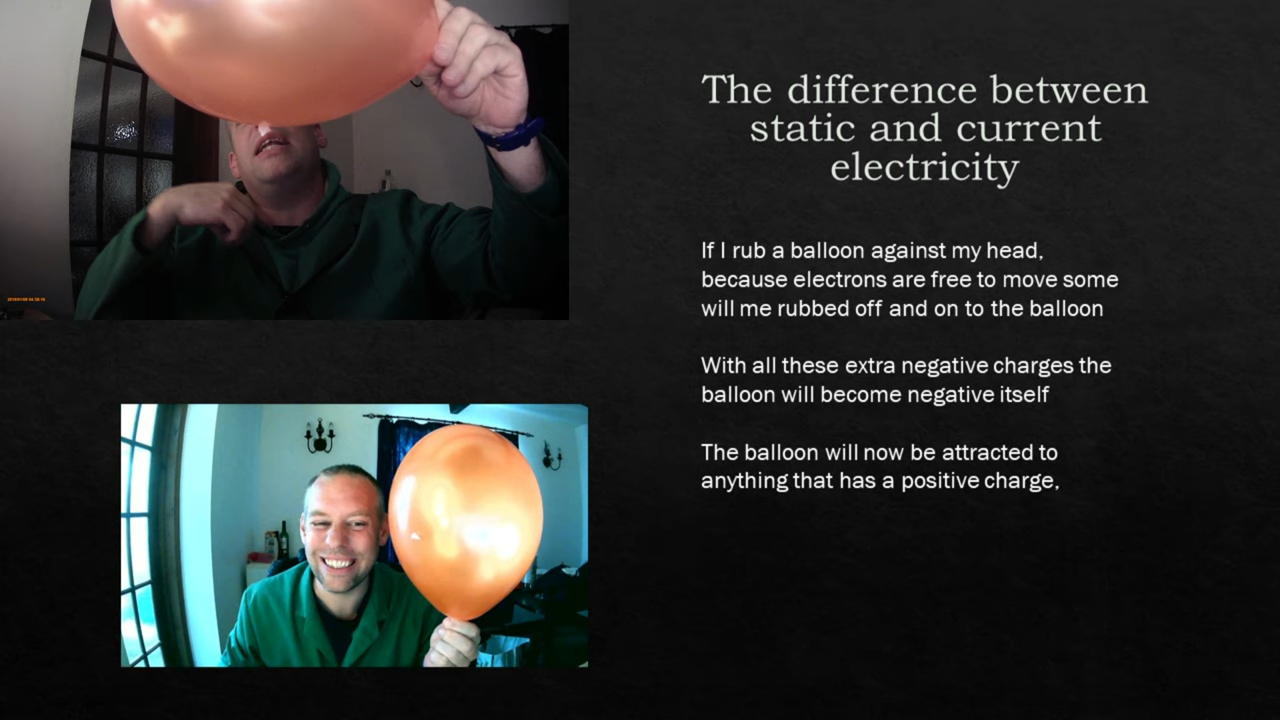 The difference between
static and current
electricity
If I rub a balloon against my head,
because electrons are free to move some
will me rubbed off and on to the balloon
With all these extra negative charges the
balloon will become negative itself
The balloon will now be attracted to
anything that has a positive charge,